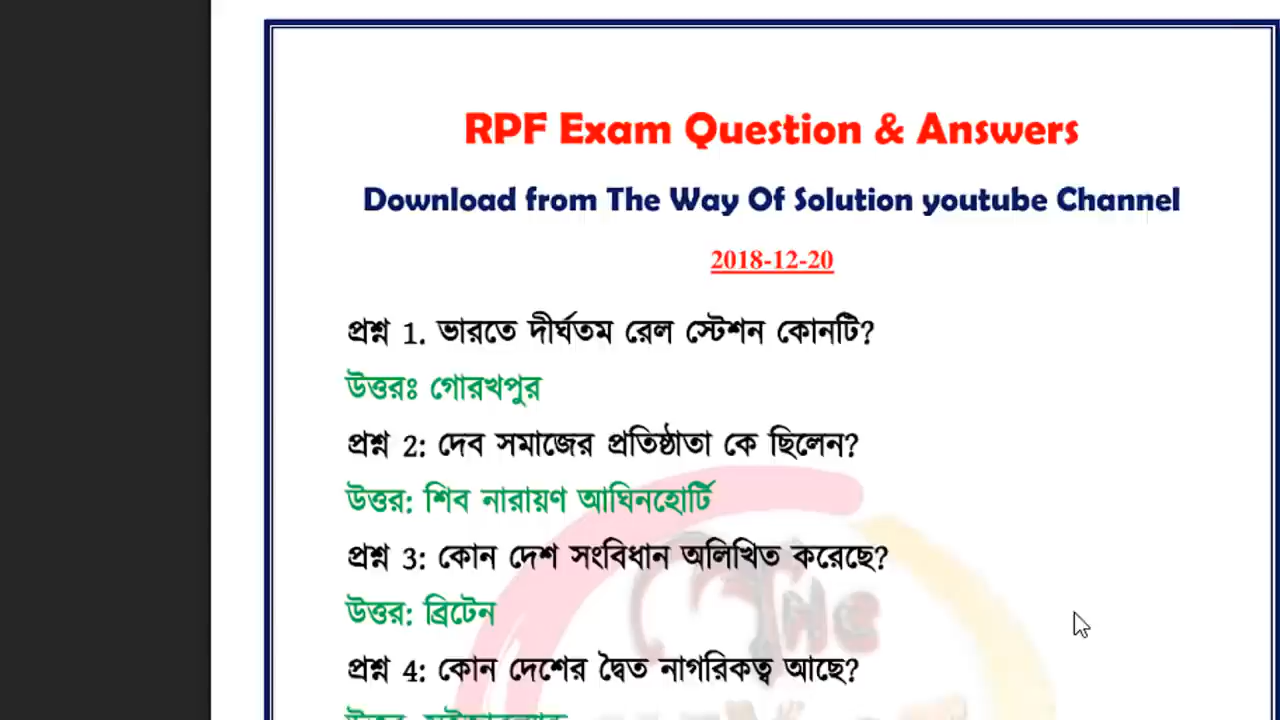 RPF Exam Question & Answers
Download from The Way Of Solution youtube Channel
2018-12-20
প্রশ্ন 1. ভারতে দীর্ঘতম রেল স্টেশন কোনটি?
উত্তরঃ গোরখপুর
প্রশ্ন 2: দেব সমাজের প্রতিষ্ঠাতা কে ছিলেন?
উত্তর: শিব নারায়ণ আঘিনহোর্টি
প্রশ্ন 3: কোন দেশ সংবিধান অলিখিত করেছে?
উত্তর: ব্রিটেন
প্রশ্ন 4: কোন দেশের দ্বৈত নাগরিকত্ব আছে?
The